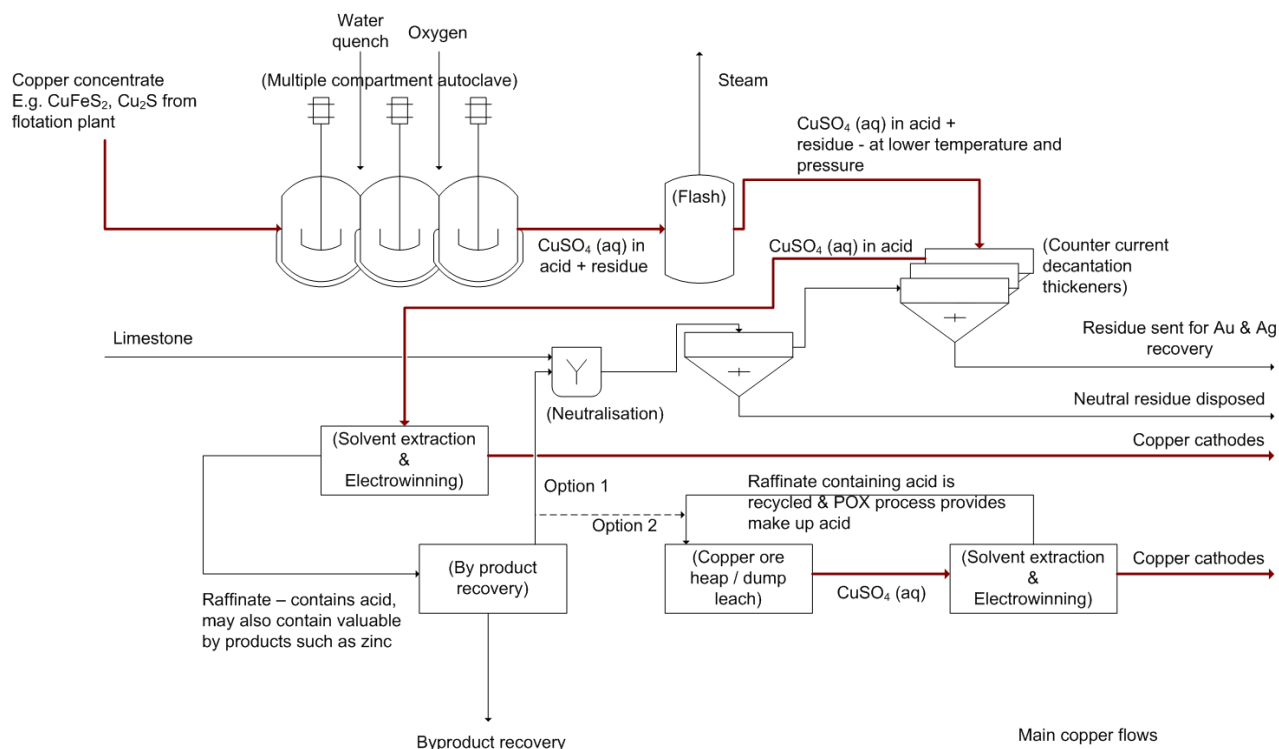 Water
quench
Oxygen
(Multiple compartment autoclave)
Copper concentrate
E.g. CuFeS₂, Cu₂S from
flotation plant
Steam
CuSO₄ (aq) in acid +
residue - at lower temperature and
pressure
(Flash)
CuSO₄ (aq) in
acid + residue
CuSO₄ (aq) in acid
(Counter current
decantation
thickeners)
Limestone
Residue sent for Au & Ag
recovery
(Neutralisation)
Neutral residue disposed
(Solvent extraction
&
Electrowinning)
Copper cathodes
Option 1
Option 2
Raffinate containing acid is
recycled & POX process provides
make up acid
(By product
recovery)
(Copper ore
heap / dump
leach)
CuSO₄ (aq)
(Solvent extraction
&
Electrowinning)
Copper cathodes
Raffinate – contains acid,
may also contain valuable
by products such as zinc
Byproduct recovery
Main copper flows